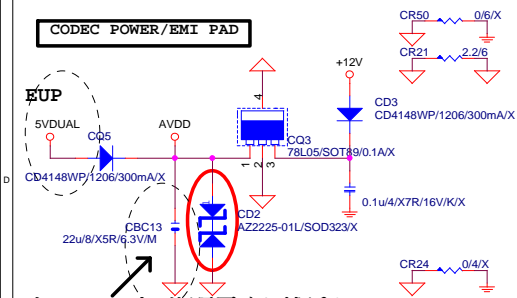 CODEC POWER/EMI PAD
CR50 0/6/X
CR21 2.2/6
+12V
EUP
4
CD3
CD4148WP/1206/300mA/X
5VDUAL
CQ5
AVDD
CQ3
78L05/SOT89/0.1A/X
1
2
3
CD4148WP/1206/300mA/X
D
0.1u/4/X7R/16V/K/X
CD2
AZ2225-01L/SOD323/X
CBC13
22u/8/X5R/6.3V/M
CR24 0/4/X